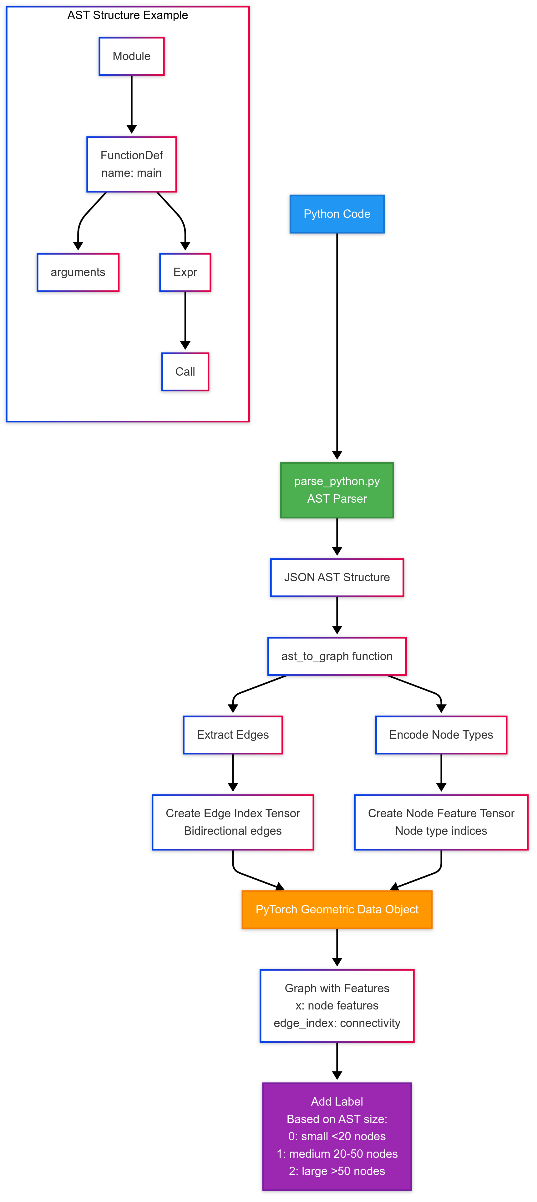 AST Structure Example
Module
FunctionDef
name: main
arguments
Expr
Call
Python Code
parse_python.py
AST Parser
JSON AST Structure
ast_to_graph function
Extract Edges
Encode Node Types
Create Edge Index Tensor
Bidirectional edges
Create Node Feature Tensor
Node type indices
PyTorch Geometric Data Object
Graph with Features
x: node features
edge_index: connectivity
Add Label
Based on AST size:
0: small <20 nodes
1: medium 20-50 nodes
2: large >50 nodes